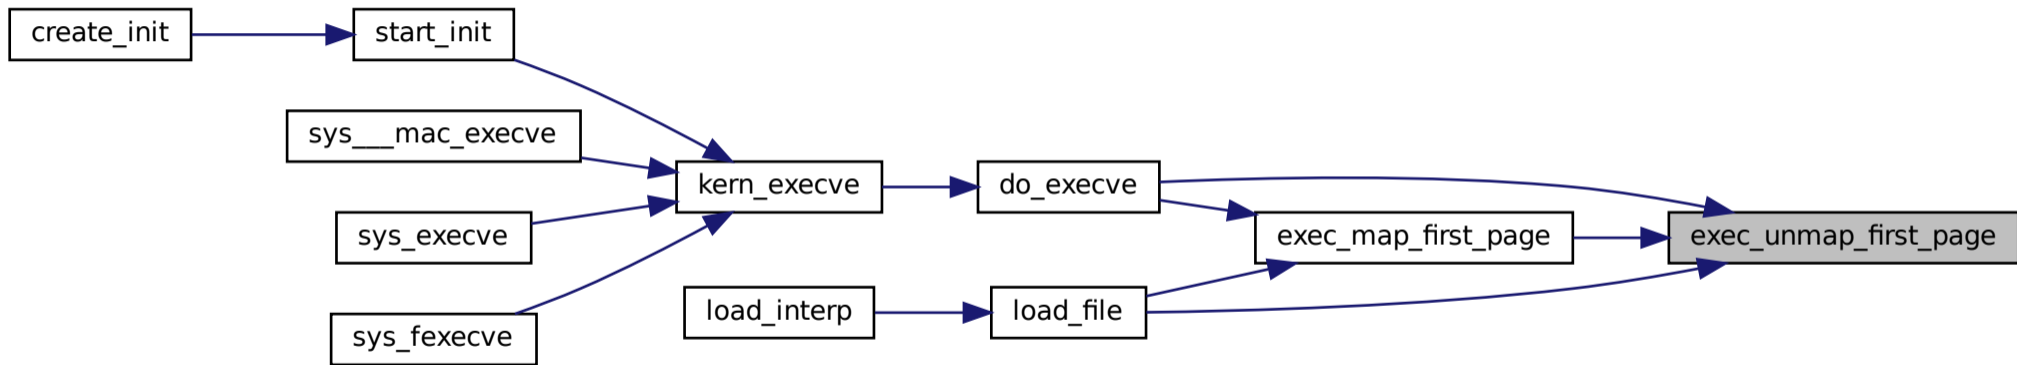 create_init
start_init
sys___mac_execve
kern_execve
do_execve
sys_execve
exec_map_first_page
exec_unmap_first_page
load_interp
load_file
sys_fexecve